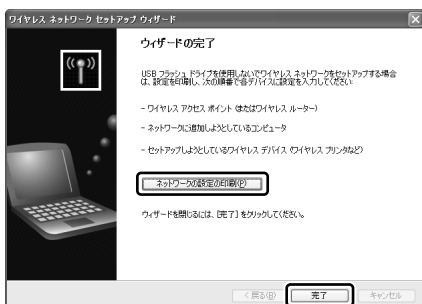 ワイヤレス ネットワーク セットアップ ウィザード
ウィザードの完了
USB フラッシュ ドライブを使用しないでワイヤレス ネットワークをセットアップする場合
は、設定を印刷し、次の順番で各デバイスに設定を入力してください:
- ワイヤレス アクセス ポイント (またはワイヤレス ルーター)
- ネットワークに追加しようとしているコンピュータ
- セットアップしようとしているワイヤレス デバイス (ワイヤレス プリンタなど)
ネットワークの設定の印刷(P)
ウィザードを閉じるには、[完了] をクリックしてください。
< 戻る(B)
完了
キャンセル